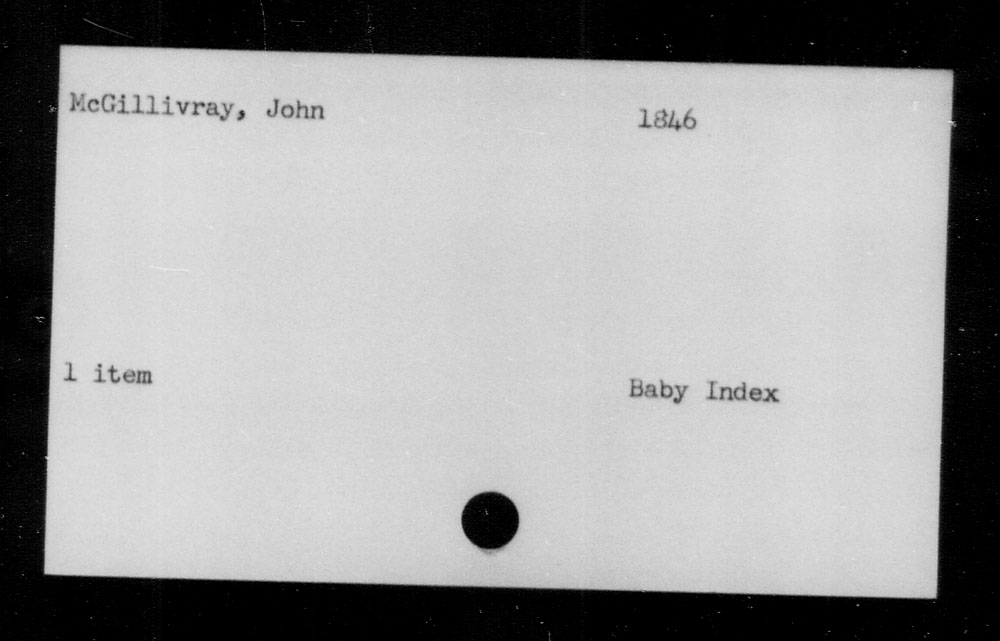 McGillivray, John 1846
1 item Baby Index